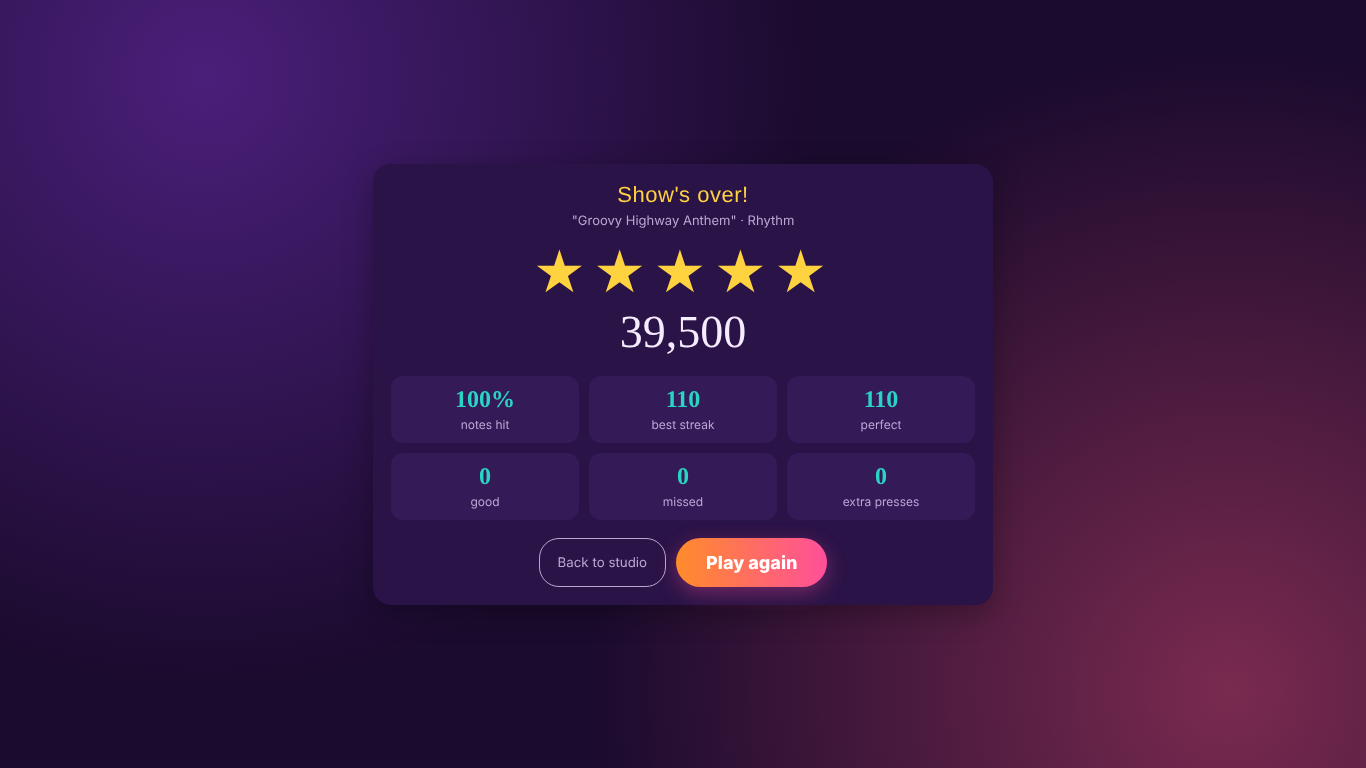 Show's over!
"Groovy Highway Anthem" · Rhythm
39,500
100%
notes hit
110
best streak
110
perfect
0
good
0
missed
0
extra presses
Back to studio
Play again